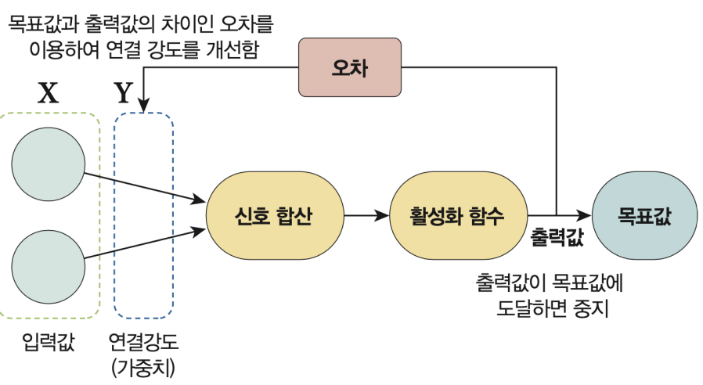 목표값과 출력값의 차이인 오차를
이용하여 연결 강도를 개선함
오차
X
Y
신호 합산
활성화 함수
출력값
목표값
출력값이 목표값에
도달하면 중지
입력값
연결강도
(가중치)